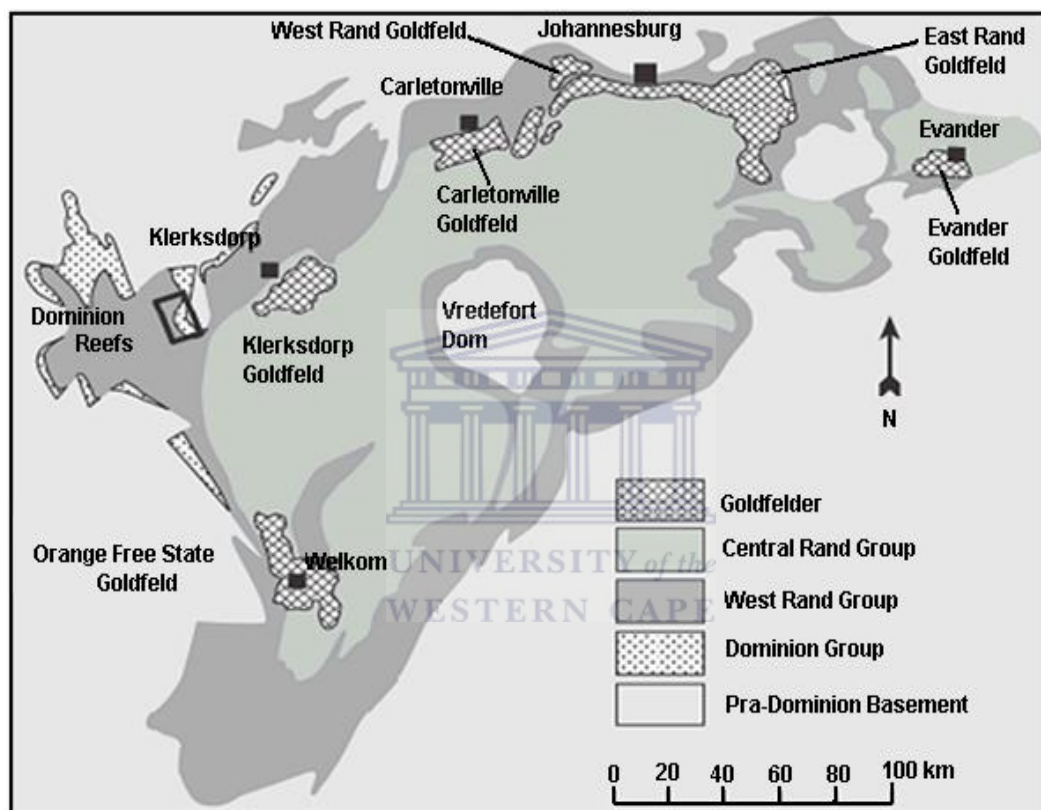 West Rand Goldfeld
Johannesburg
East Rand
Goldfeld
Carletonville
Evander
Carletonville
Goldfeld
Evander
Goldfeld
Klerksdorp
Dominion
Reefs
Vredefort
Dom
Klerksdorp
Goldfeld
N
Orange Free State
Goldfeld
Welkom
UNIVERSITY of the
WESTERN CAPE
Goldfelder
Central Rand Group
West Rand Group
Dominion Group
Pra-Dominion Basement
0 20 40 60 80 100 km